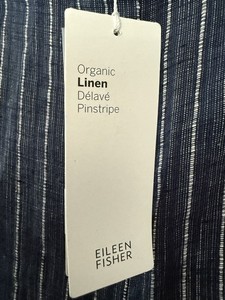 Organic
Linen
Délavé
Pinstripe
EILEEN
FISHER